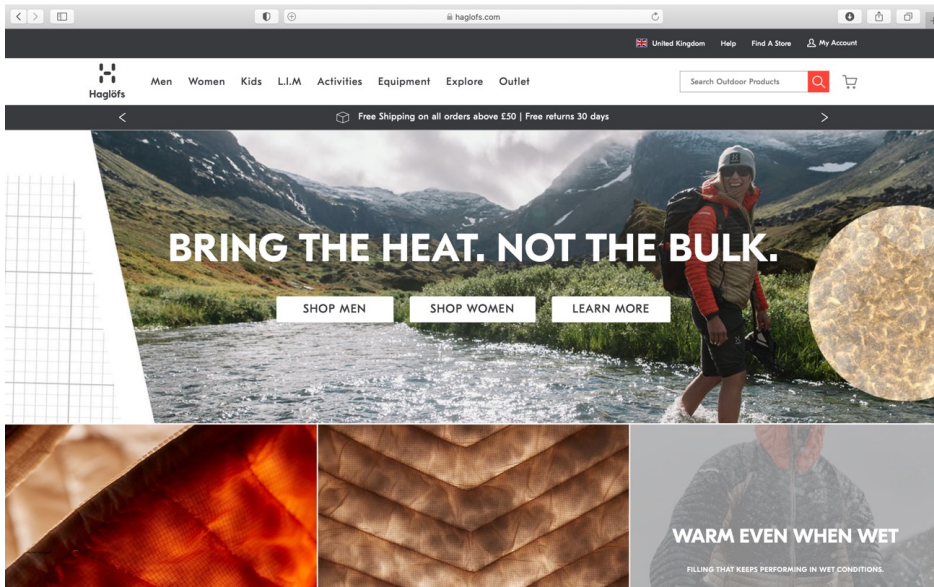 haglofs.com
United Kingdom Help Find A Store My Account
Haglöfs
Men Women Kids L.I.M Activities Equipment Explore Outlet
Search Outdoor Products
Free Shipping on all orders above £50 | Free returns 30 days
BRING THE HEAT. NOT THE BULK.
SHOP MEN SHOP WOMEN LEARN MORE
WARM EVEN WHEN WET
FILLING THAT KEEPS PERFORMING IN WET CONDITIONS.